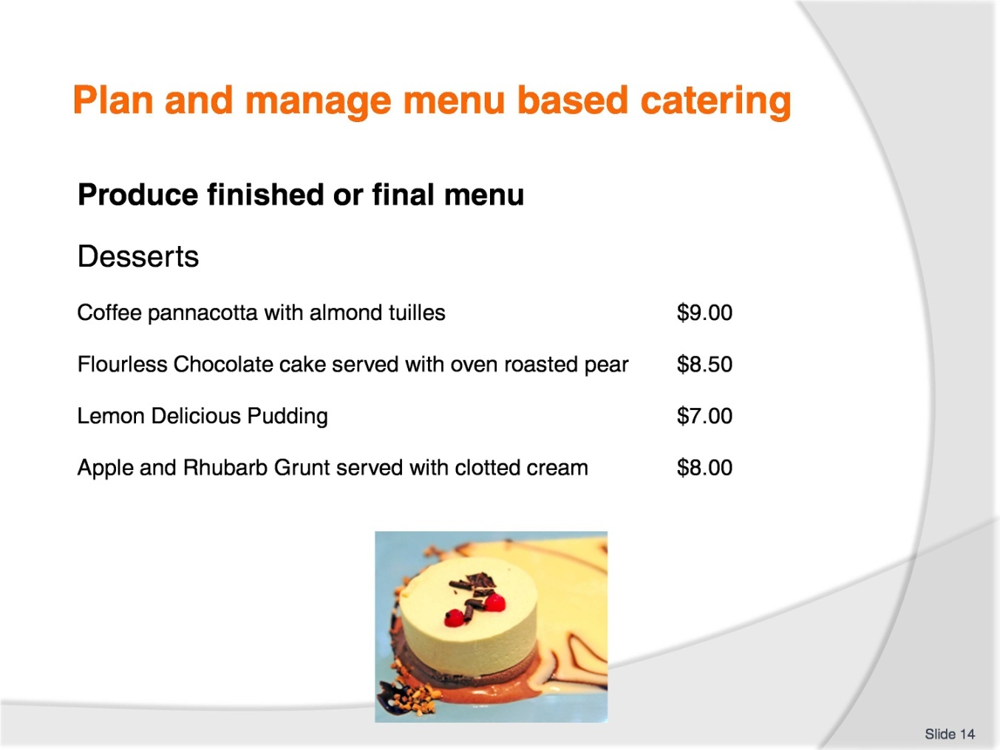 Plan and manage menu based catering
Produce finished or final menu
Desserts
Coffee pannacotta with almond tuilles $9.00
Flourless Chocolate cake served with oven roasted pear $8.50
Lemon Delicious Pudding $7.00
Apple and Rhubarb Grunt served with clotted cream $8.00
Slide 14